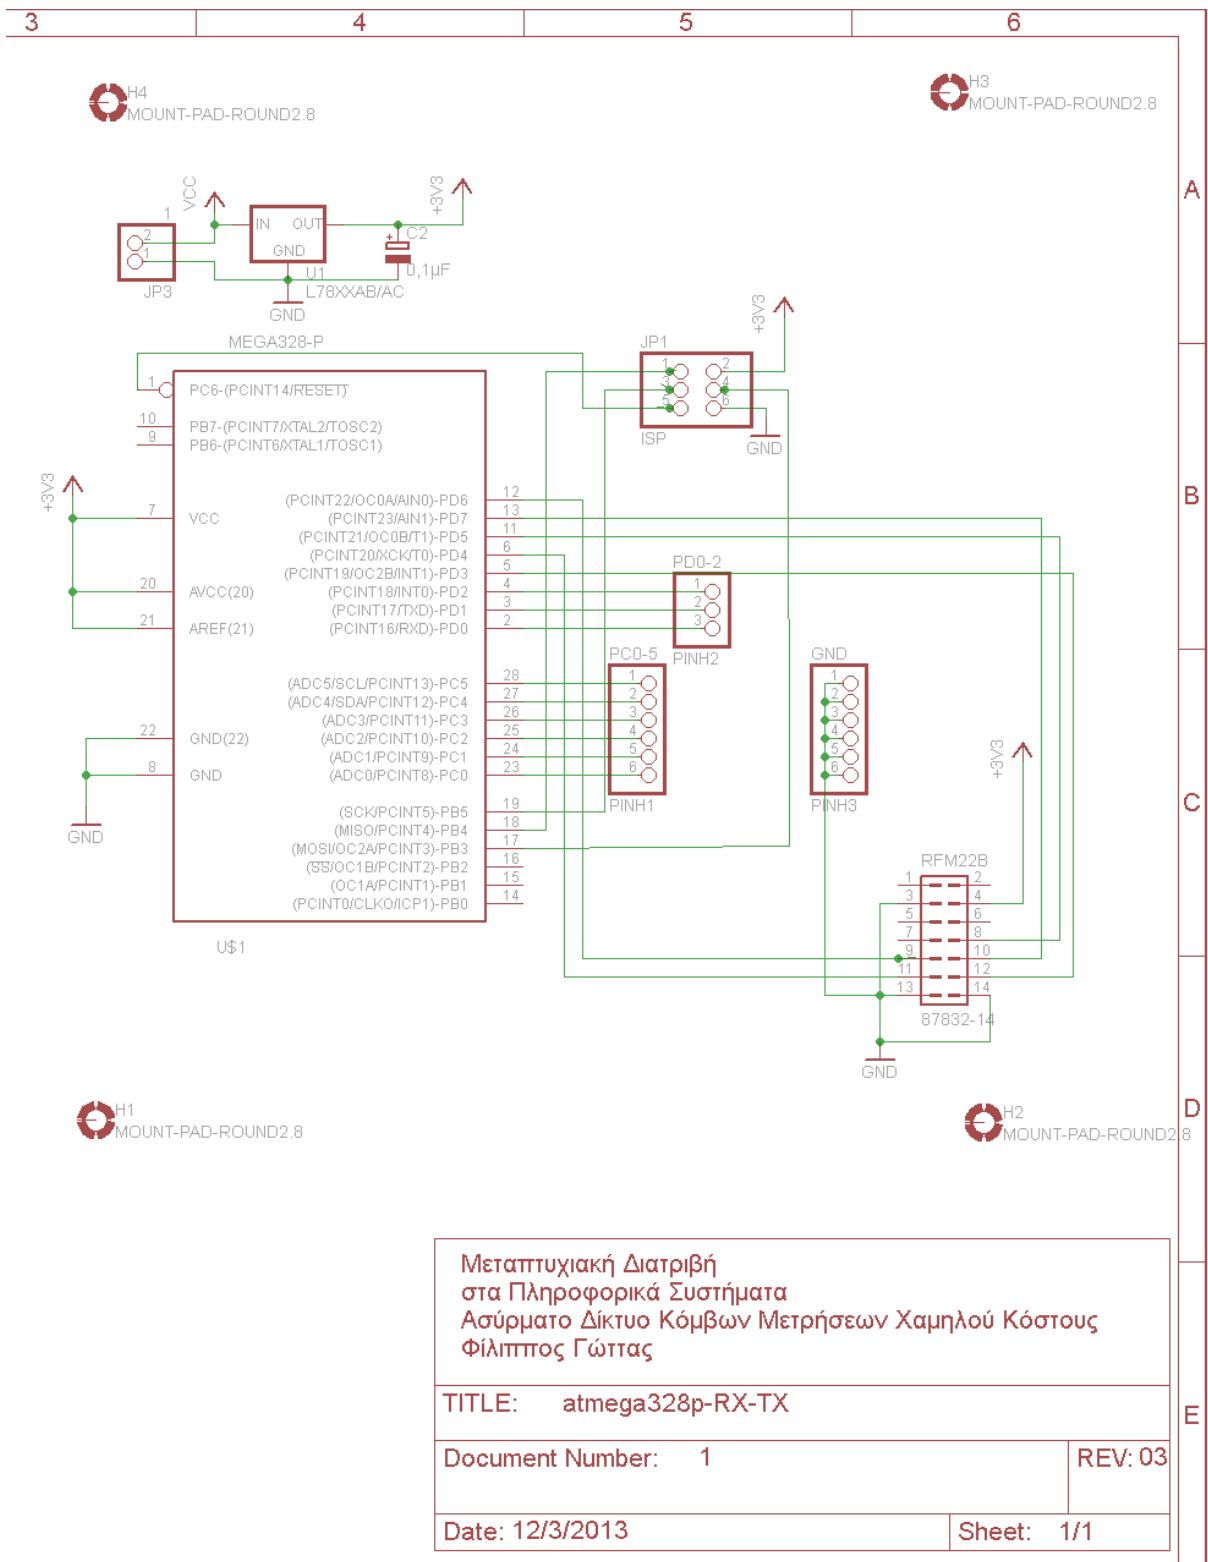 3 4 5 6
H4
MOUNT-PAD-ROUND2.8
H3
MOUNT-PAD-ROUND2.8
A
VCC
+3V3
1
2
1
JP3
IN OUT
GND
U1
L78XXAB/AC
C2
+
0,1µF
GND
MEGA328-P
JP1
+3V3
1 2
3 4
5 6
ISP
GND
1 PC6-(PCINT14/RESET)
10 PB7-(PCINT7/XTAL2/TOSC2)
9 PB6-(PCINT6/XTAL1/TOSC1)
+3V3
B
7 VCC
20 AVCC(20)
21 AREF(21)
22 GND(22)
8 GND
GND
(PCINT22/OC0A/AIN0)-PD6 12
(PCINT23/AIN1)-PD7 13
(PCINT21/OC0B/T1)-PD5 11
(PCINT20/XCK/T0)-PD4 6
(PCINT19/OC2B/INT1)-PD3 5
(PCINT18/INT0)-PD2 4
(PCINT17/TXD)-PD1 3
(PCINT16/RXD)-PD0 2
(ADC5/SCL/PCINT13)-PC5 28
(ADC4/SDA/PCINT12)-PC4 27
(ADC3/PCINT11)-PC3 26
(ADC2/PCINT10)-PC2 25
(ADC1/PCINT9)-PC1 24
(ADC0/PCINT8)-PC0 23
(SCK/PCINT5)-PB5 19
(MISO/PCINT4)-PB4 18
(MOSI/OC2A/PCINT3)-PB3 17
(SS/OC1B/PCINT2)-PB2 16
(OC1A/PCINT1)-PB1 15
(PCINT0/CLKO/ICP1)-PB0 14
U$1
PD0-2
1
2
3
PINH2
PC0-5
1
2
3
4
5
6
PINH1
GND
1
2
3
4
5
6
PINH3
+3V3
C
RFM22B
1 2
3 4
5 6
7 8
9 10
11 12
13 14
87832-14
GND
H1
MOUNT-PAD-ROUND2.8
H2
MOUNT-PAD-ROUND2.8
D
Μεταπτυχιακή Διατριβή
στα Πληροφορικά Συστήματα
Ασύρματο Δίκτυο Κόμβων Μετρήσεων Χαμηλού Κόστους
Φίλιππος Γώττας
TITLE: atmega328p-RX-TX
E
Document Number: 1
REV: 03
Date: 12/3/2013
Sheet: 1/1